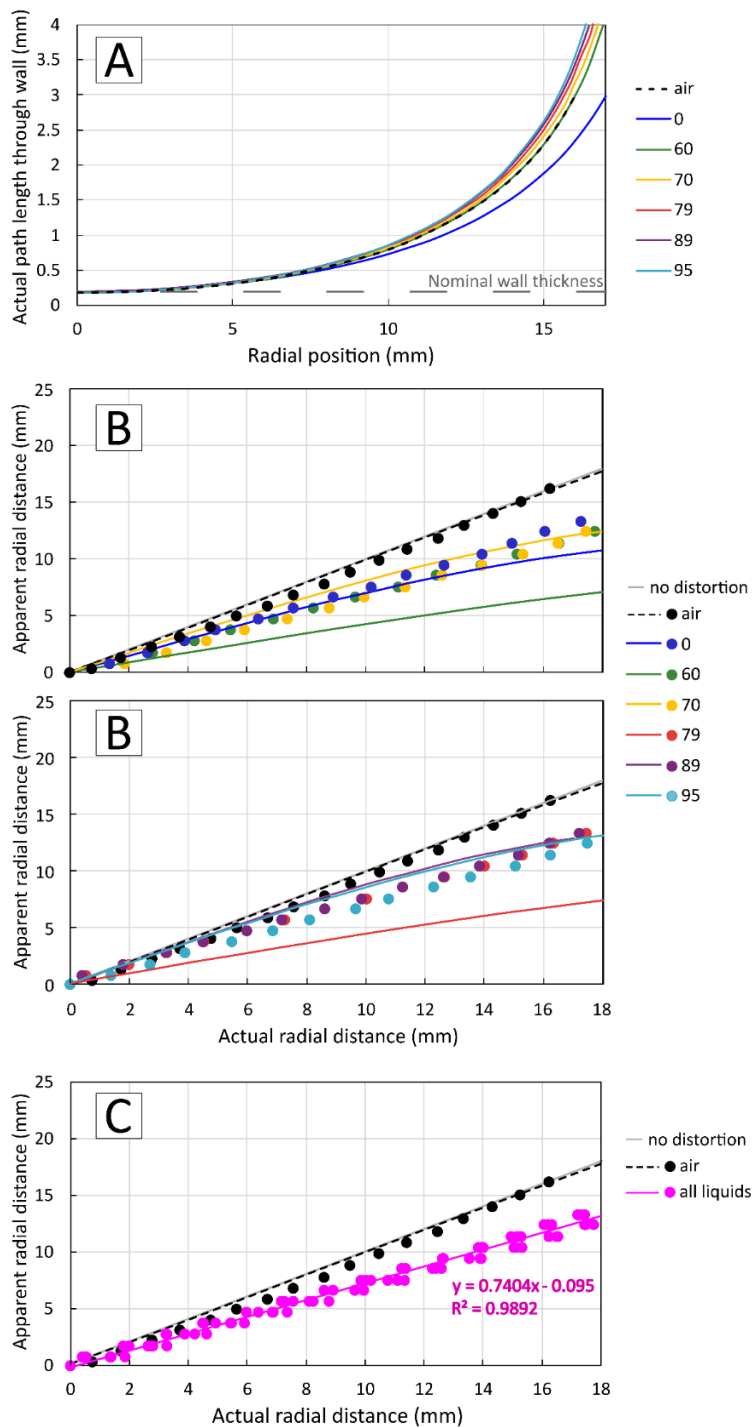 A
Actual path length through wall (mm)
4
3.5
3
2.5
2
1.5
1
0.5
0
Nominal wall thickness
0 5 10 15
Radial position (mm)
air
0
60
70
79
89
95
B
Apparent radial distance (mm)
25
20
15
10
5
0
B
Apparent radial distance (mm)
25
20
15
10
5
0
0 2 4 6 8 10 12 14 16 18
Actual radial distance (mm)
no distortion
air
0
60
70
79
89
95
C
Apparent radial distance (mm)
25
20
15
10
5
0
y = 0.7404x - 0.095
R² = 0.9892
0 2 4 6 8 10 12 14 16 18
Actual radial distance (mm)
no distortion
air
all liquids